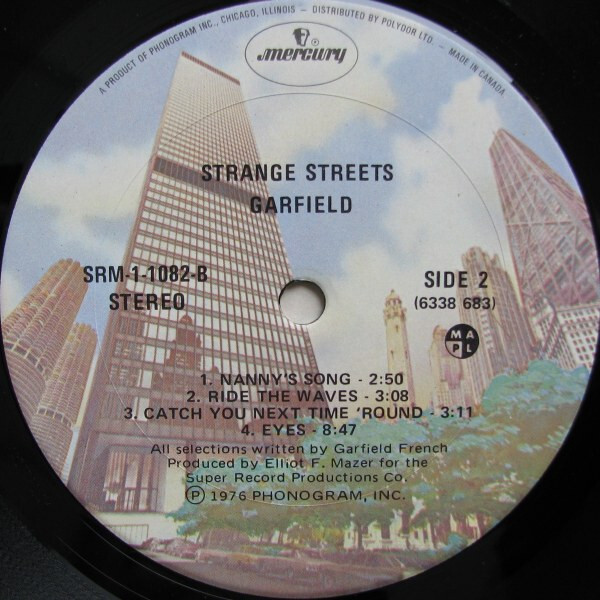 A PRODUCT OF PHONOGRAM INC., CHICAGO, ILLINOIS - DISTRIBUTED BY POLYDOR LTD - MADE IN CANADA
mercury
STRANGE STREETS
GARFIELD
SRM-1-1082-B
STEREO
SIDE 2
(6338 683)
M A
P L
1. NANNY'S SONG - 2:50
2. RIDE THE WAVES - 3:08
3. CATCH YOU NEXT TIME 'ROUND - 3:11
4. EYES - 8:47
All selections written by Garfield French
Produced by Elliot F. Mazer for the
Super Record Productions Co.
Ⓟ 1976 PHONOGRAM, INC.